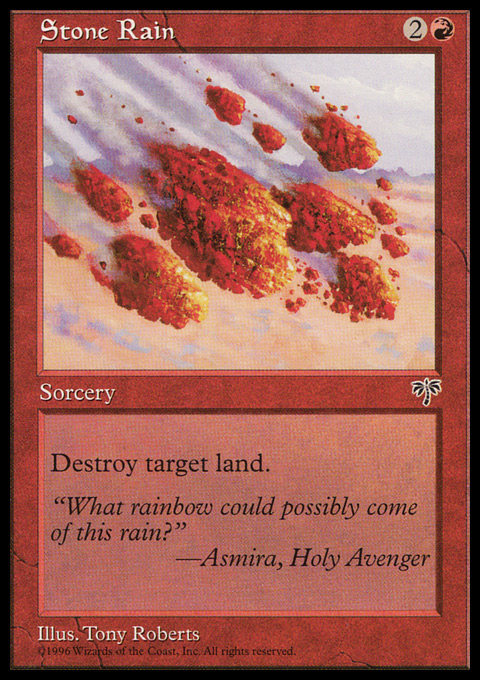 Stone Rain 2
Sorcery
Destroy target land.
“What rainbow could possibly come
of this rain?”
—Asmira, Holy Avenger
Illus. Tony Roberts
©1996 Wizards of the Coast, Inc. All rights reserved.